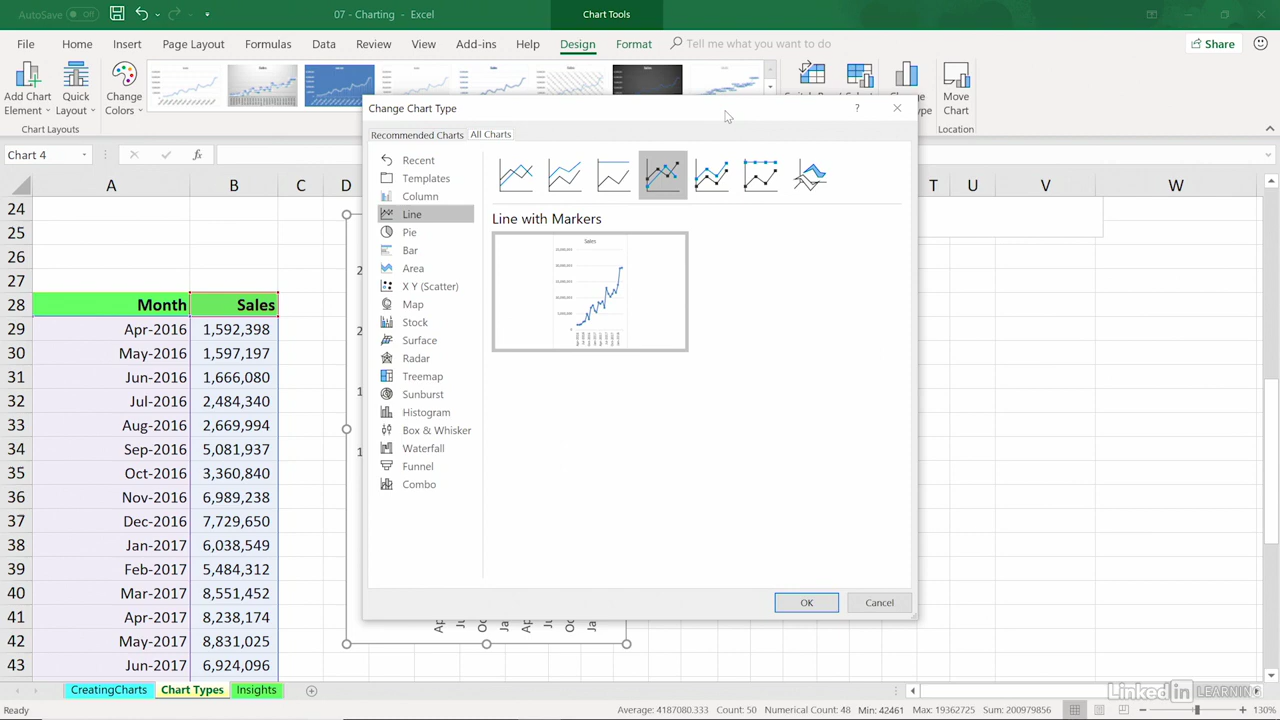 AutoSave Off 07 - Charting - Excel Chart Tools
File Home Insert Page Layout Formulas Data Review View Add-ins Help Design Format Tell me what you want to do Share
Add Chart Element
Quick Layout
Change Colors
Move Chart
Chart Layouts
Location
Chart 4
fx
Change Chart Type ?
Recommended Charts All Charts
Recent
Templates
Column
Line
Pie
Bar
Area
X Y (Scatter)
Map
Stock
Surface
Radar
Treemap
Sunburst
Histogram
Box & Whisker
Waterfall
Funnel
Combo
Line with Markers
Sales
OK Cancel
A B C D T U V W
24
25
26
27
28 Month Sales
29 Apr-2016 1,592,398
30 May-2016 1,597,197
31 Jun-2016 1,666,080
32 Jul-2016 2,484,340
33 Aug-2016 2,669,994
34 Sep-2016 5,081,937
35 Oct-2016 3,360,840
36 Nov-2016 6,989,238
37 Dec-2016 7,729,650
38 Jan-2017 6,038,549
39 Feb-2017 5,484,312
40 Mar-2017 8,551,452
41 Apr-2017 8,238,174
42 May-2017 8,831,025
43 Jun-2017 6,924,096
CreatingCharts Chart Types Insights
LinkedIn LEARNING
Ready Average: 4187080.333 Count: 50 Numerical Count: 48 Min: 42461 Max: 19362725 Sum: 200979856 130%